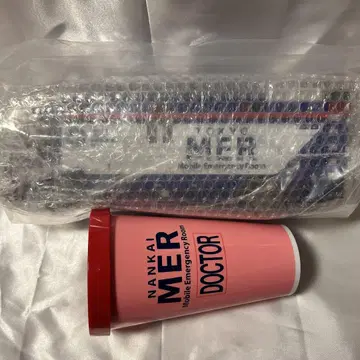 TOKYO
MER
Mobile Emergency Room
NANKAI
MER
Mobile Emergency Room
DOCTOR